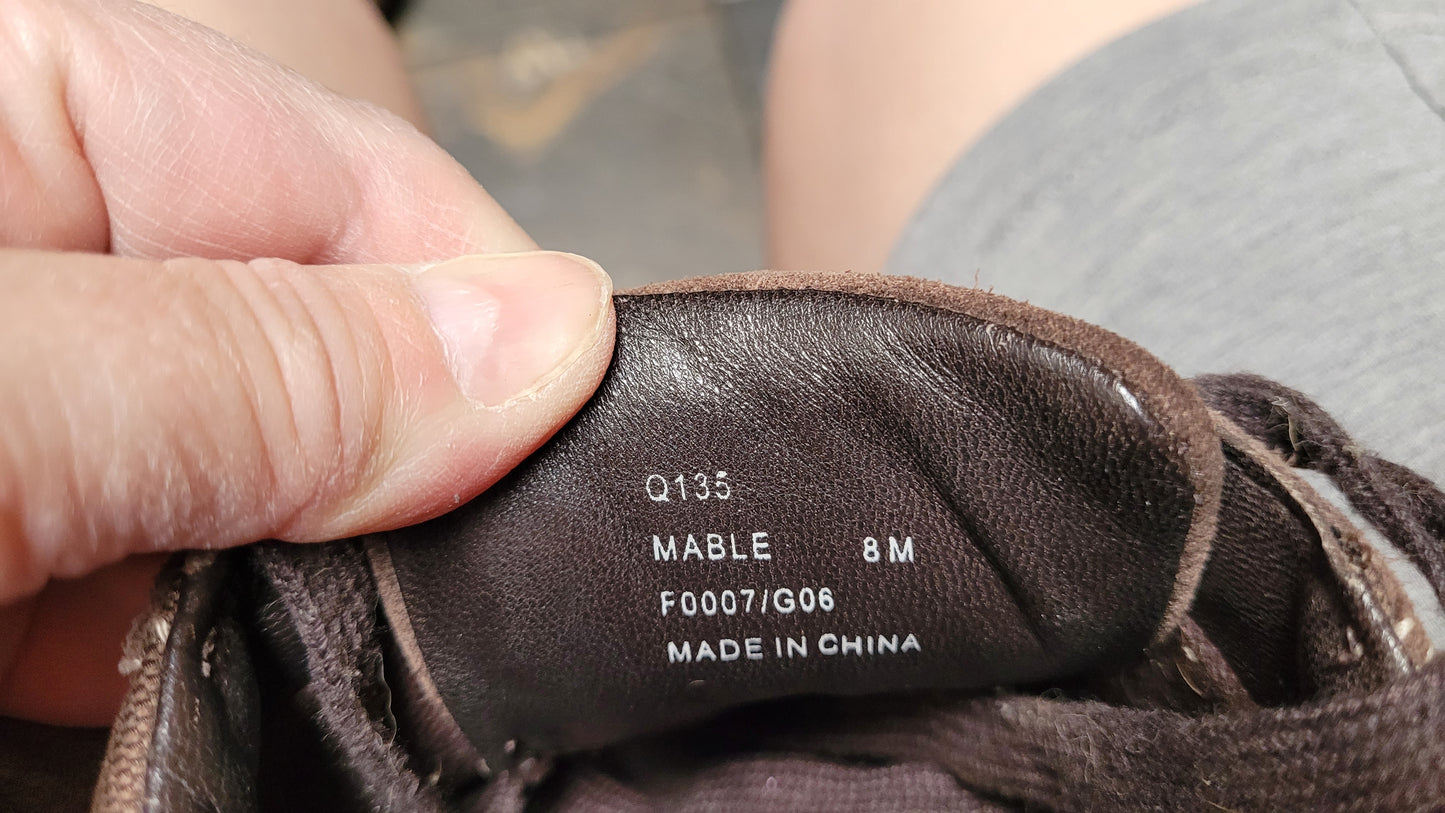 Q135
MABLE 8M
F0007/G06
MADE IN CHINA